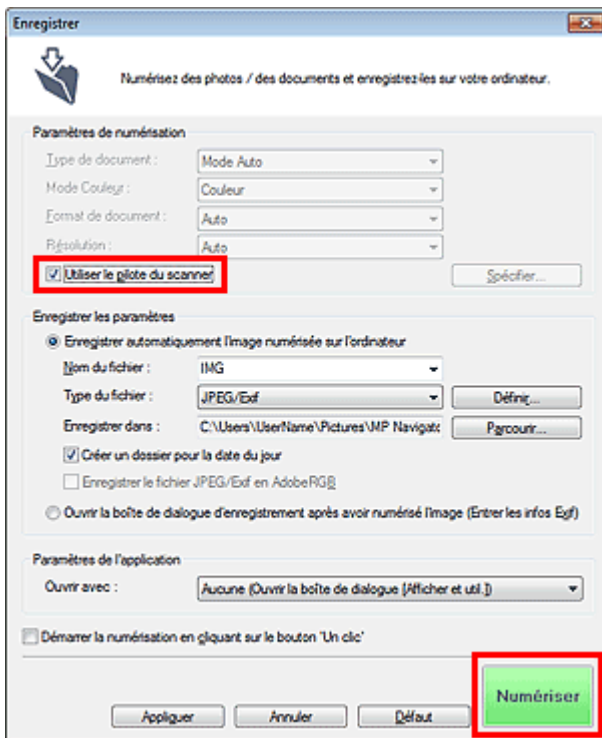 Enregistrer
Numérisez des photos / des documents et enregistrez-les sur votre ordinateur.
Paramètres de numérisation
Type de document : Mode Auto
Mode Couleur : Couleur
Format de document : Auto
Résolution : Auto
Utiliser le pilote du scanner Spécifier...
Enregistrer les paramètres
Enregistrer automatiquement l'image numérisée sur l'ordinateur
Nom du fichier : IMG
Type du fichier : JPEG/Exif Définir...
Enregistrer dans : C:\Users\UserName\Pictures\MP Navigato Parcourir...
Créer un dossier pour la date du jour
Enregistrer le fichier JPEG/Exif en AdobeRGB
Ouvrir la boîte de dialogue d'enregistrement après avoir numérisé l'image (Entrer les infos Exif)
Paramètres de l'application
Ouvrir avec : Aucune (Ouvrir la boîte de dialogue [Afficher et util.])
Démarrer la numérisation en cliquant sur le bouton 'Un clic'
Numériser
Appliquer Annuler Défaut